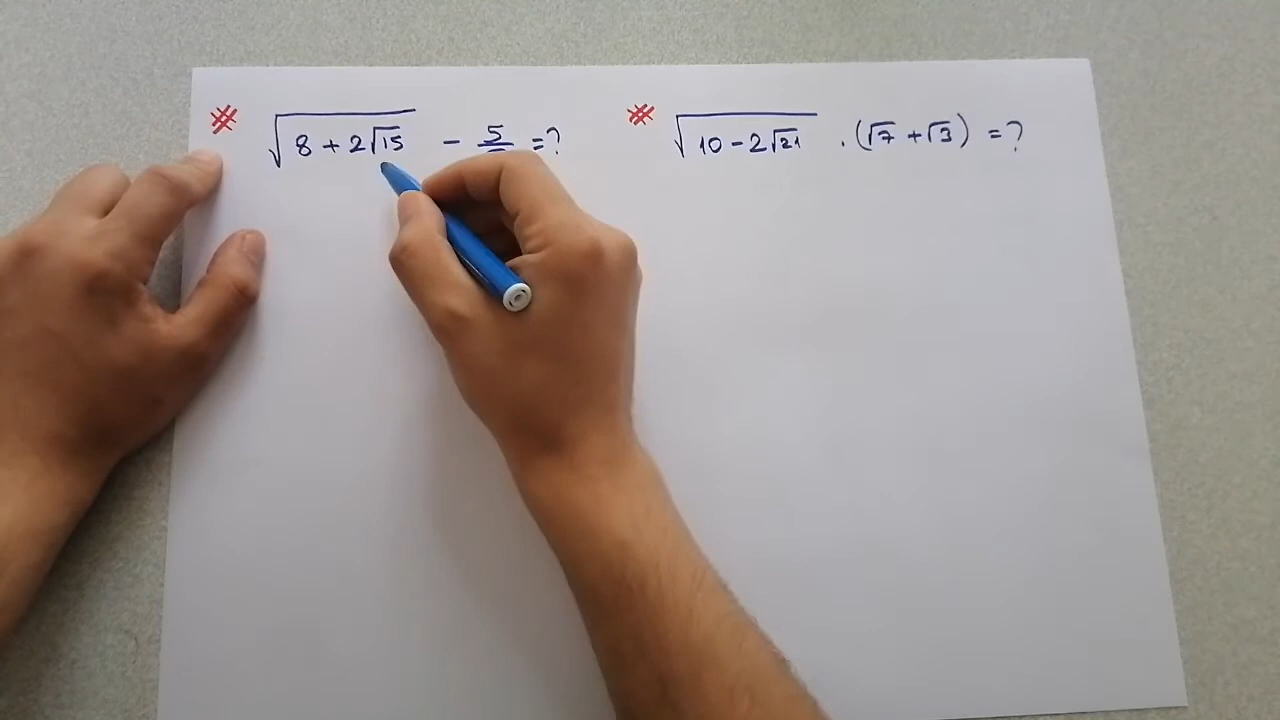 # √(8 + 2√15) - 5/ = ?
# √(10 - 2√21) . (√7 + √3) = ?